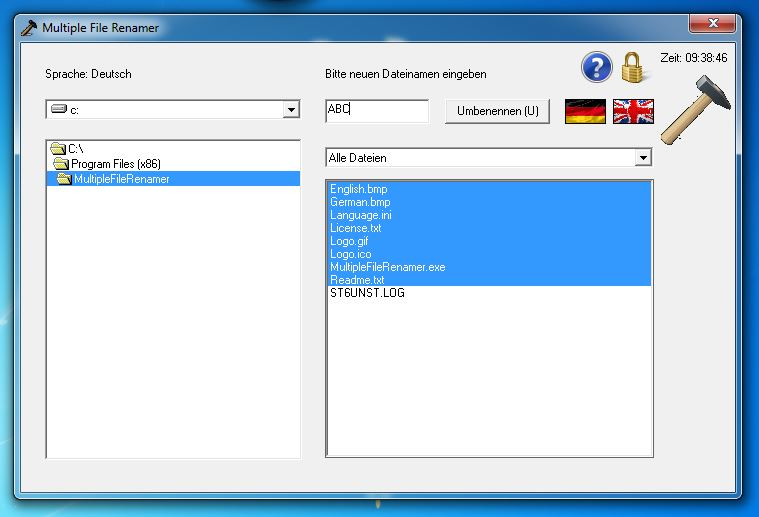 Multiple File Renamer
Zeit: 09:38:46
Sprache: Deutsch
Bitte neuen Dateinamen eingeben
?
c:
ABC
Umbenennen (U)
C:\
Program Files (x86)
MultipleFileRenamer
Alle Dateien
English.bmp
German.bmp
Language.ini
License.txt
Logo.gif
Logo.ico
MultipleFileRenamer.exe
Readme.txt
ST6UNST.LOG